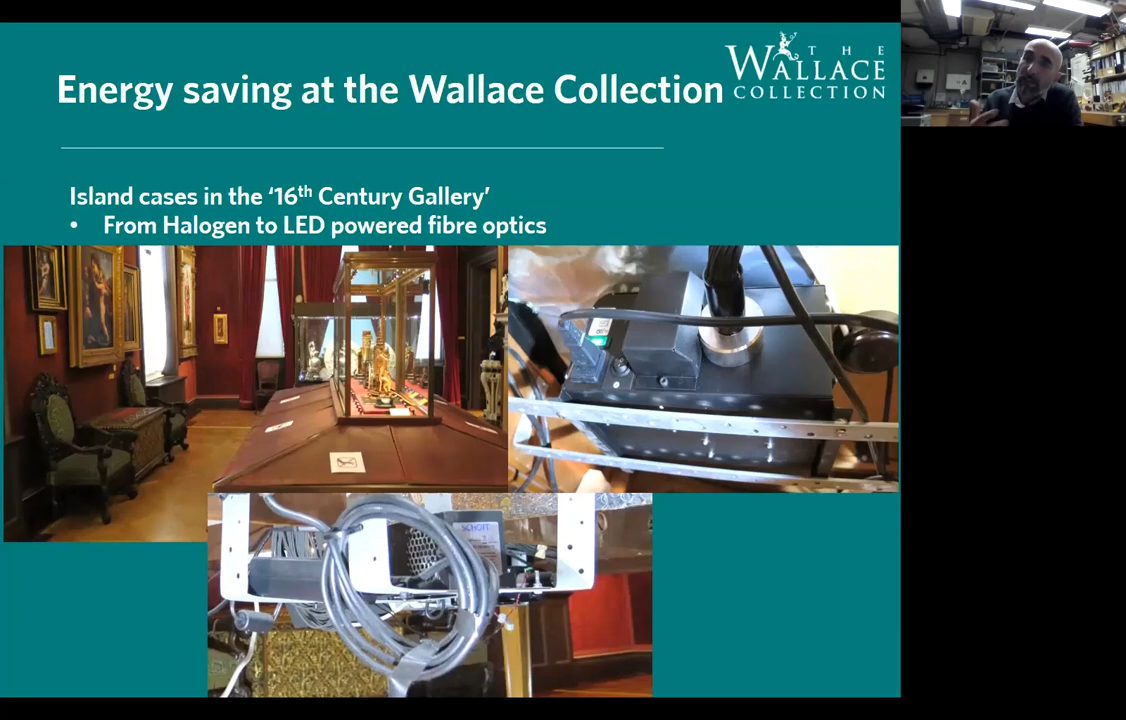 Energy saving at the Wallace Collection
THE
WALLACE
COLLECTION
Island cases in the ‘16th Century Gallery’
• From Halogen to LED powered fibre optics
SCHOTT